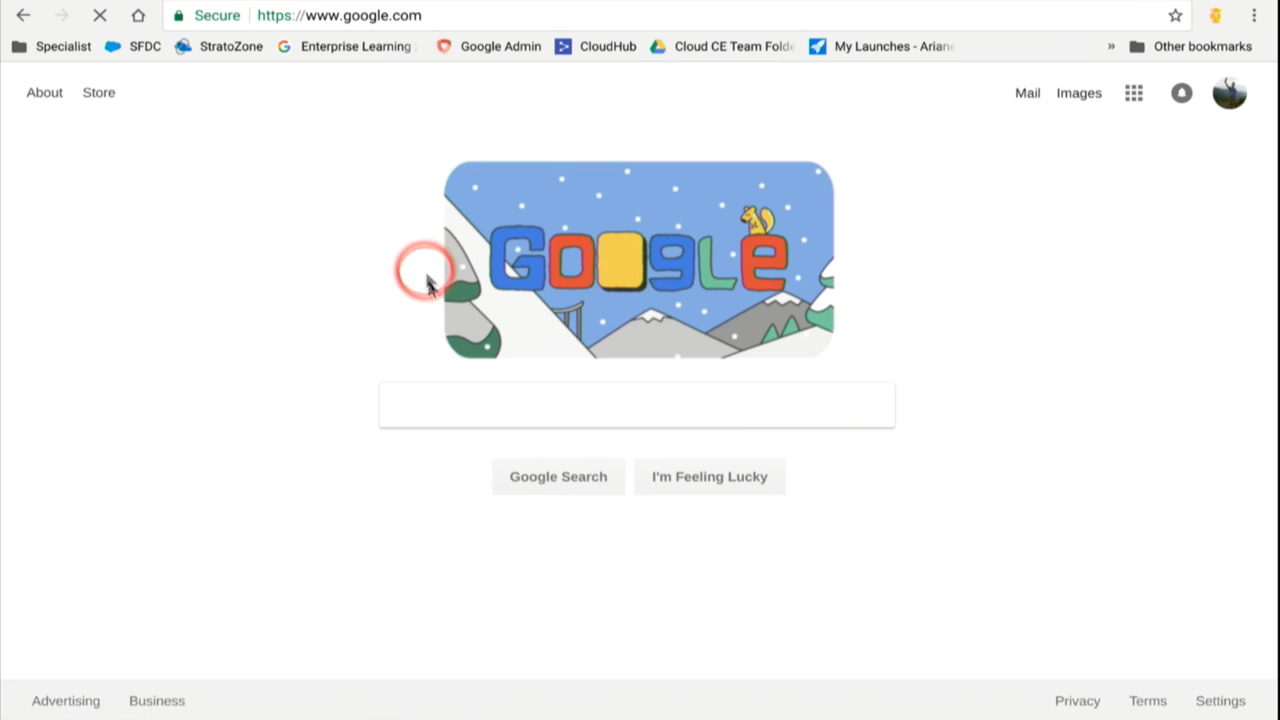 Secure https://www.google.com
Specialist SFDC StratoZone Enterprise Learning Google Admin CloudHub Cloud CE Team Folde My Launches - Ariane » Other bookmarks
About Store Mail Images
Google
Google Search I'm Feeling Lucky
Advertising Business Privacy Terms Settings